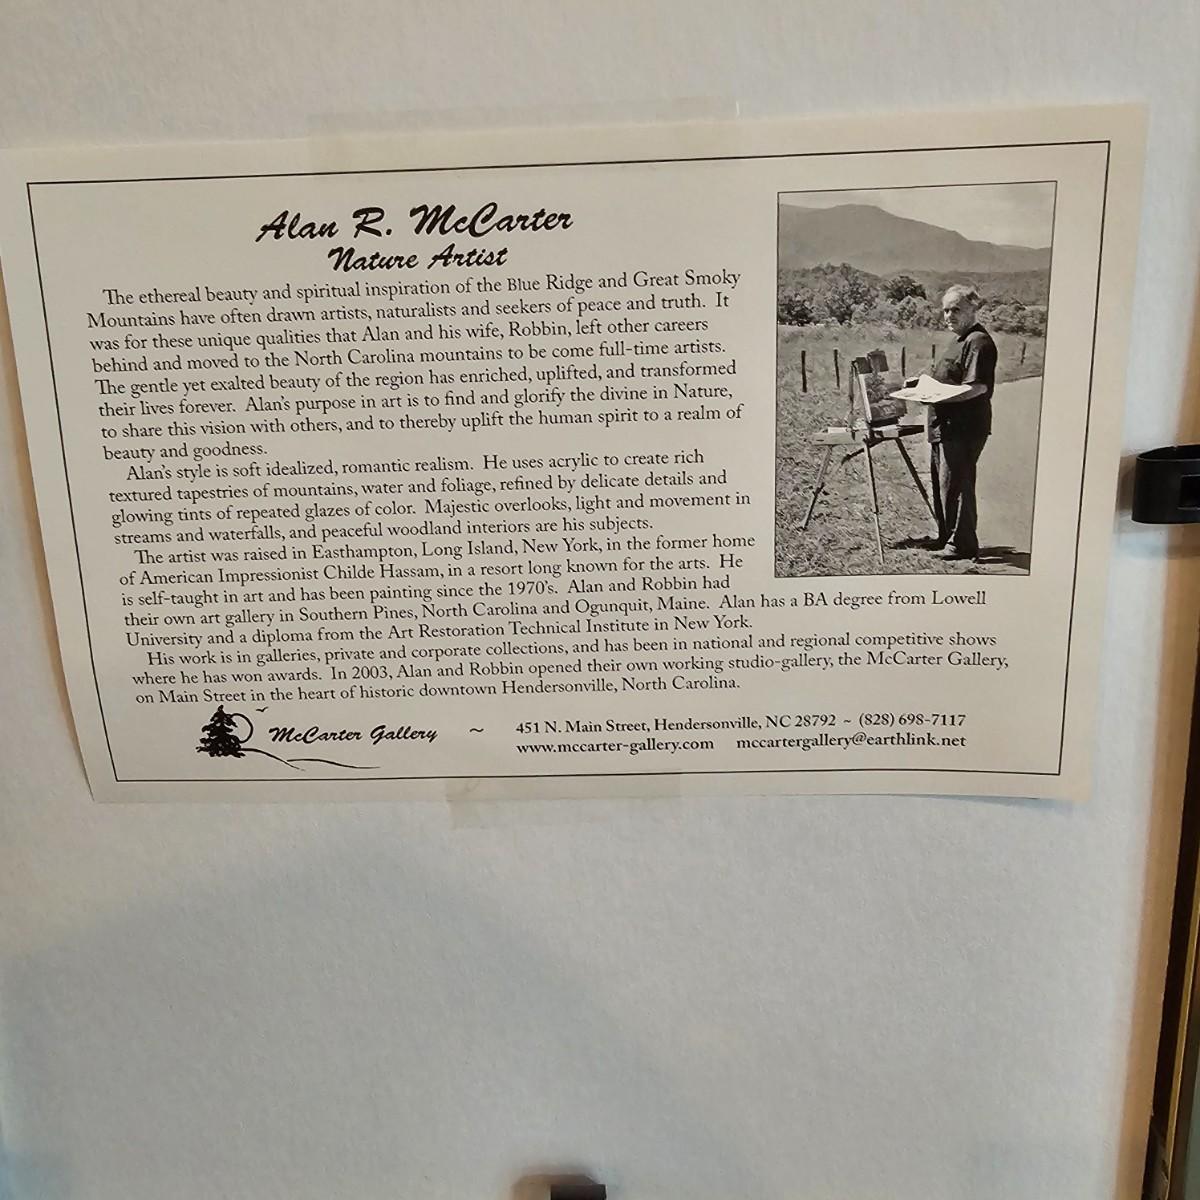 Alan R. McCarter
Nature Artist
The ethereal beauty and spiritual inspiration of the Blue Ridge and Great Smoky
Mountains have often drawn artists, naturalists and seekers of peace and truth. It
was for these unique qualities that Alan and his wife, Robbin, left other careers
behind and moved to the North Carolina mountains to be come full-time artists.
The gentle yet exalted beauty of the region has enriched, uplifted, and transformed
their lives forever. Alan's purpose in art is to find and glorify the divine in Nature,
to share this vision with others, and to thereby uplift the human spirit to a realm of
beauty and goodness.
Alan's style is soft idealized, romantic realism. He uses acrylic to create rich
textured tapestries of mountains, water and foliage, refined by delicate details and
glowing tints of repeated glazes of color. Majestic overlooks, light and movement in
streams and waterfalls, and peaceful woodland interiors are his subjects.
The artist was raised in Easthampton, Long Island, New York, in the former home
of American Impressionist Childe Hassam, in a resort long known for the arts. He
is self-taught in art and has been painting since the 1970's. Alan and Robbin had
their own art gallery in Southern Pines, North Carolina and Ogunquit, Maine. Alan has a BA degree from Lowell
University and a diploma from the Art Restoration Technical Institute in New York.
His work is in galleries, private and corporate collections, and has been in national and regional competitive shows
where he has won awards. In 2003, Alan and Robbin opened their own working studio-gallery, the McCarter Gallery,
on Main Street in the heart of historic downtown Hendersonville, North Carolina.
McCarter Gallery ~ 451 N. Main Street, Hendersonville, NC 28792 ~ (828) 698-7117
www.mccarter-gallery.com mccartergallery@earthlink.net